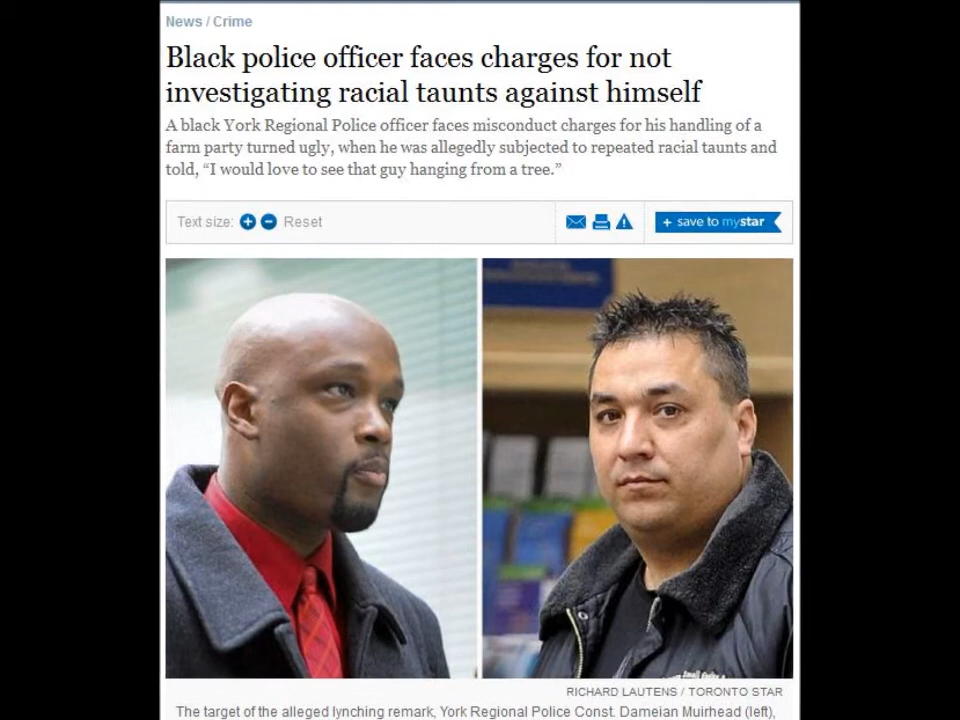 News / Crime
Black police officer faces charges for not
investigating racial taunts against himself
A black York Regional Police officer faces misconduct charges for his handling of a
farm party turned ugly, when he was allegedly subjected to repeated racial taunts and
told, “I would love to see that guy hanging from a tree.”
Text size: + − Reset + save to mystar
RICHARD LAUTENS / TORONTO STAR
The target of the alleged lynching remark, York Regional Police Const. Dameian Muirhead (left),